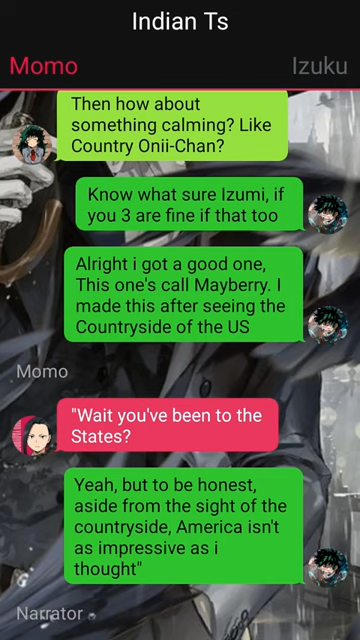 Indian Ts
Momo
Izuku
Then how about
something calming? Like
Country Onii-Chan?
Know what sure Izumi, if
you 3 are fine if that too
Alright i got a good one,
This one's call Mayberry. I
made this after seeing the
Countryside of the US
Momo
"Wait you've been to the
States?
Yeah, but to be honest,
aside from the sight of the
countryside, America isn't
as impressive as i
thought"
Narrator